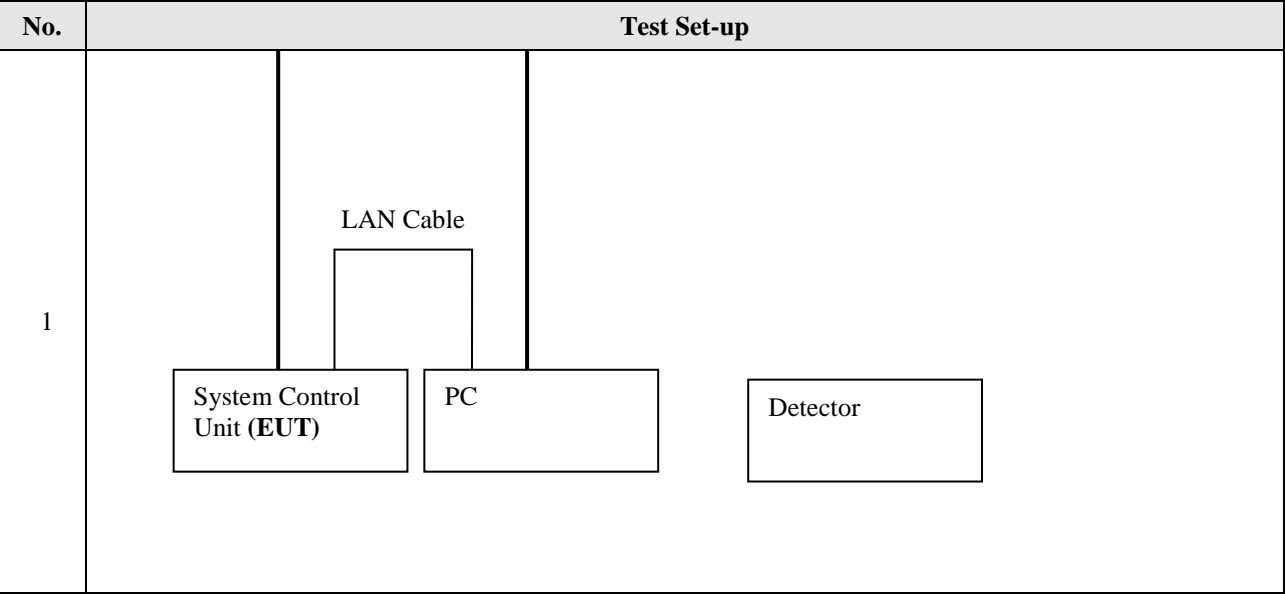 No.
Test Set-up
LAN Cable
1
System Control
Unit (EUT)
PC
Detector